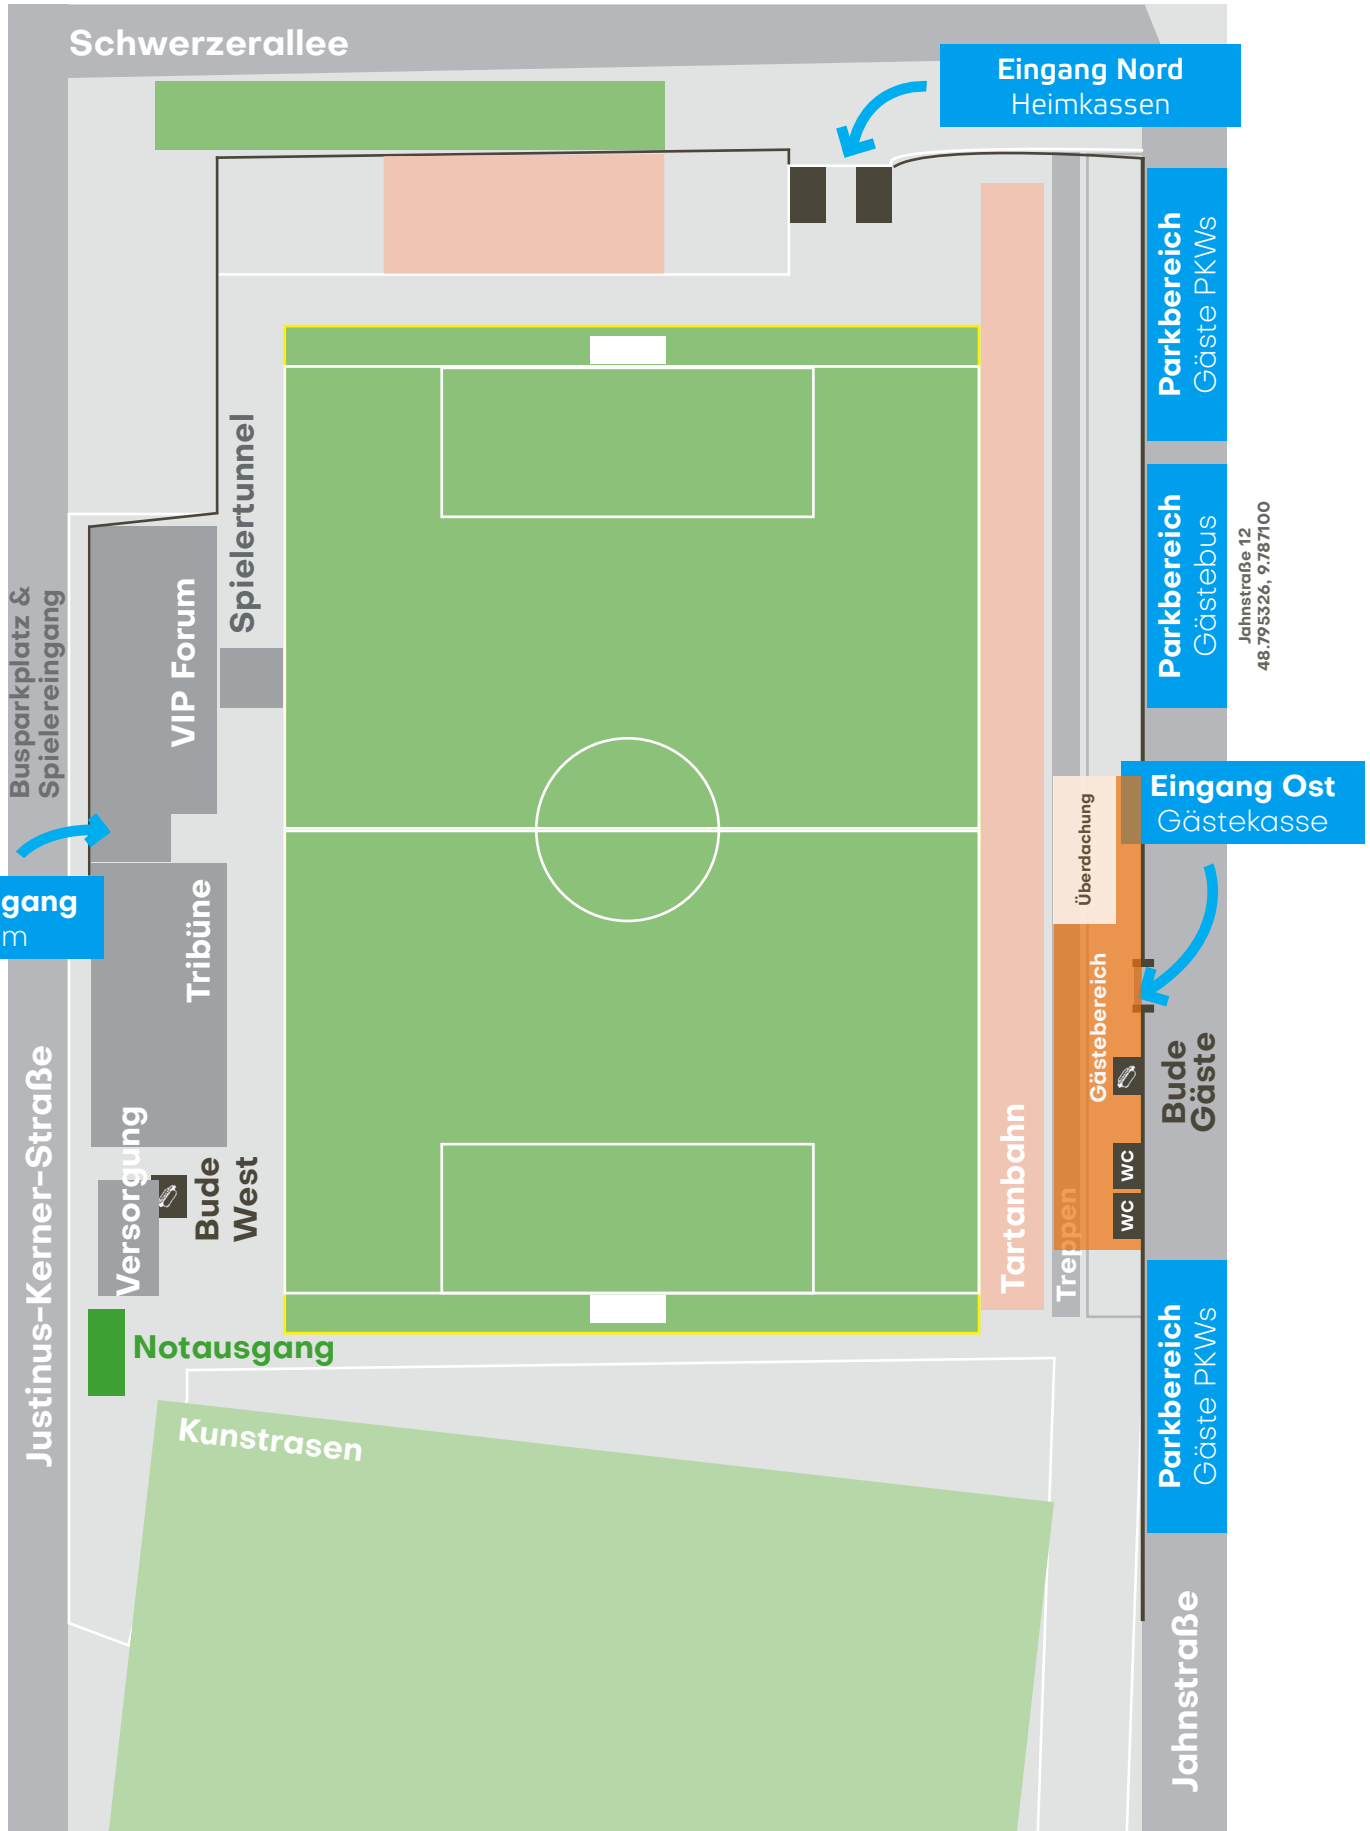 Schwerzerallee
Eingang Nord
Heimkassen
Parkbereich
Gäste PKWs
Spielertunnel
Parkbereich
Gästebus
Jahnstraße 12
48.795326, 9.787100
Busparkplatz &
Spielereingang
VIP Forum
Eingang Ost
Gästekasse
Überdachung
gang
m
Tribüne
Gästebereich
Bude
Gäste
Justinus-Kerner-Straße
Versorgung
Bude
West
Tartanbahn
Treppen
WC
WC
Notausgang
Parkbereich
Gäste PKWs
Kunstrasen
Jahnstraße